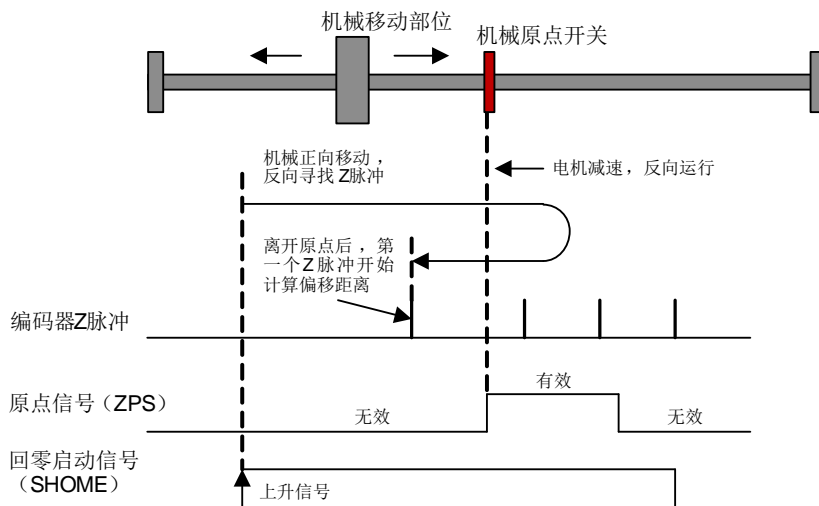 机械移动部位
机械原点开关
机械正向移动，
反向寻找 Z脉冲
电机减速，反向运行
离开原点后，第
一个Z 脉冲开始
计算偏移距离
编码器Z脉冲
有效
原点信号（ZPS）
无效
无效
回零启动信号
（SHOME）
上升信号